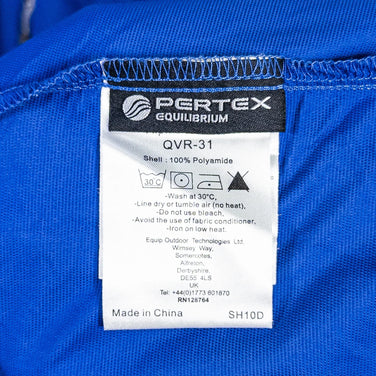 PERTEX
EQUILIBRIUM
QVR-31
Shell: 100% Polyamide
30°C
-Wash at 30°C,
-Line dry or tumble air (no heat),
-Do not use bleach,
-Avoid the use of fabric conditioner,
-Iron on low heat.
Equip Outdoor Technologies Ltd.
Wimsey Way,
Somercotes,
Alfreton,
Derbyshire.
DE55 4LS
UK
Tel: +44(0)1773 601870
RN128764
Made in China SH10D